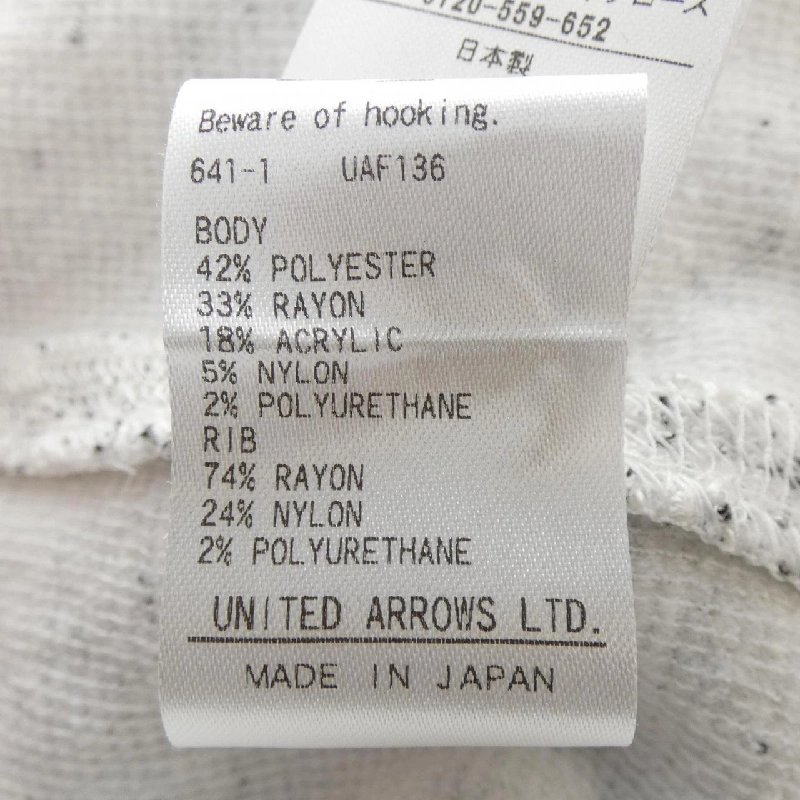 0120-559-652
日本製
Beware of hooking.
641-1 UAF136
BODY
42% POLYESTER
33% RAYON
18% ACRYLIC
5% NYLON
2% POLYURETHANE
RIB
74% RAYON
24% NYLON
2% POLYURETHANE
UNITED ARROWS LTD.
MADE IN JAPAN